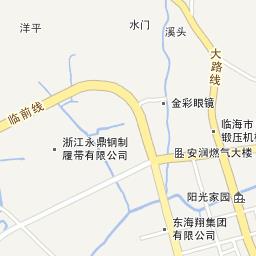 洋平
水门
溪头
大路线
临前线
金彩眼镜
临海市
锻压机
浙江永鼎钢制
履带有限公司
安澜燃气大楼
阳光家园
东海翔集团
有限公司